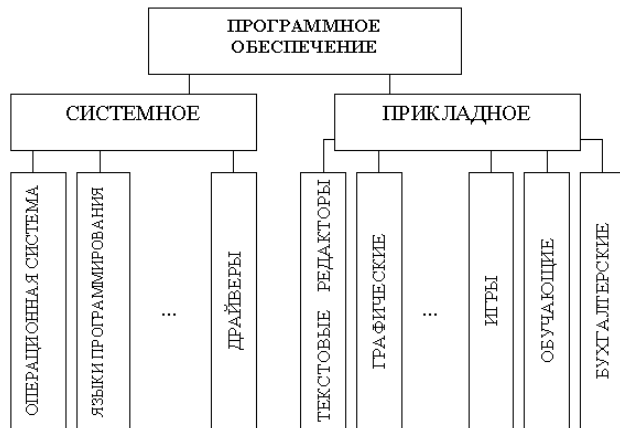 ПРОГРАММНОЕ
ОБЕСПЕЧЕНИЕ
СИСТЕМНОЕ
ПРИКЛАДНОЕ
ОПЕРАЦИОННАЯ СИСТЕМА
ЯЗЫКИ ПРОГРАММИРОВАНИЯ
...
ДРАЙВЕРЫ
ТЕКСТОВЫЕ РЕДАКТОРЫ
ГРАФИЧЕСКИЕ
...
ИГРЫ
ОБУЧАЮЩИЕ
БУХГАЛТЕРСКИЕ